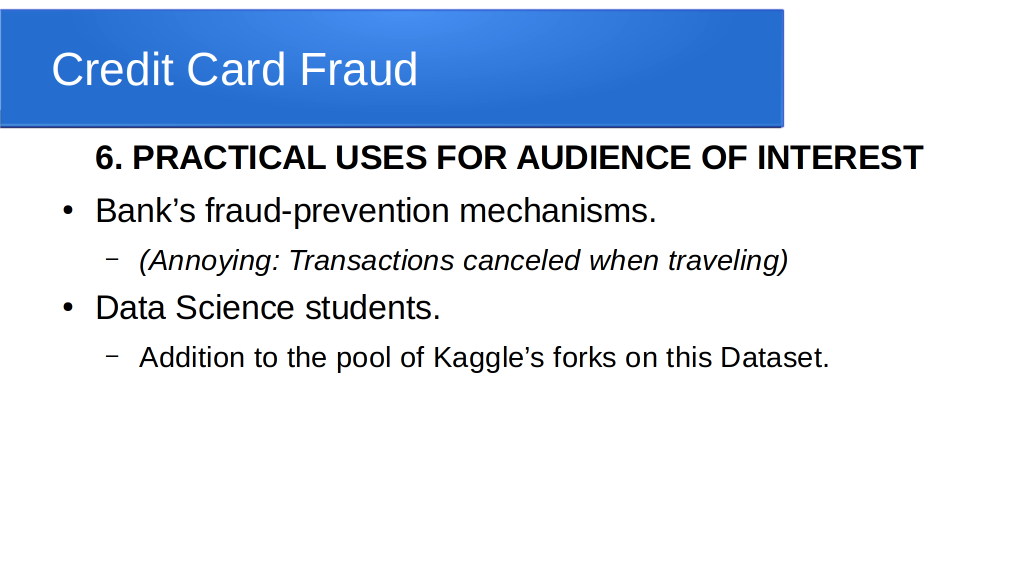 Credit Card Fraud
6. PRACTICAL USES FOR AUDIENCE OF INTEREST
• Bank’s fraud-prevention mechanisms.
– (Annoying: Transactions canceled when traveling)
• Data Science students.
– Addition to the pool of Kaggle’s forks on this Dataset.